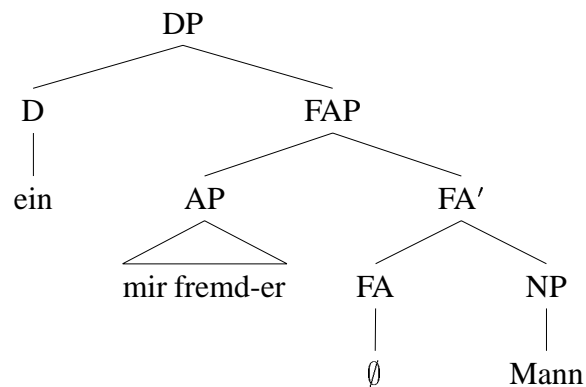 DP
D FAP
ein AP FA′
mir fremd-er FA NP
∅ Mann